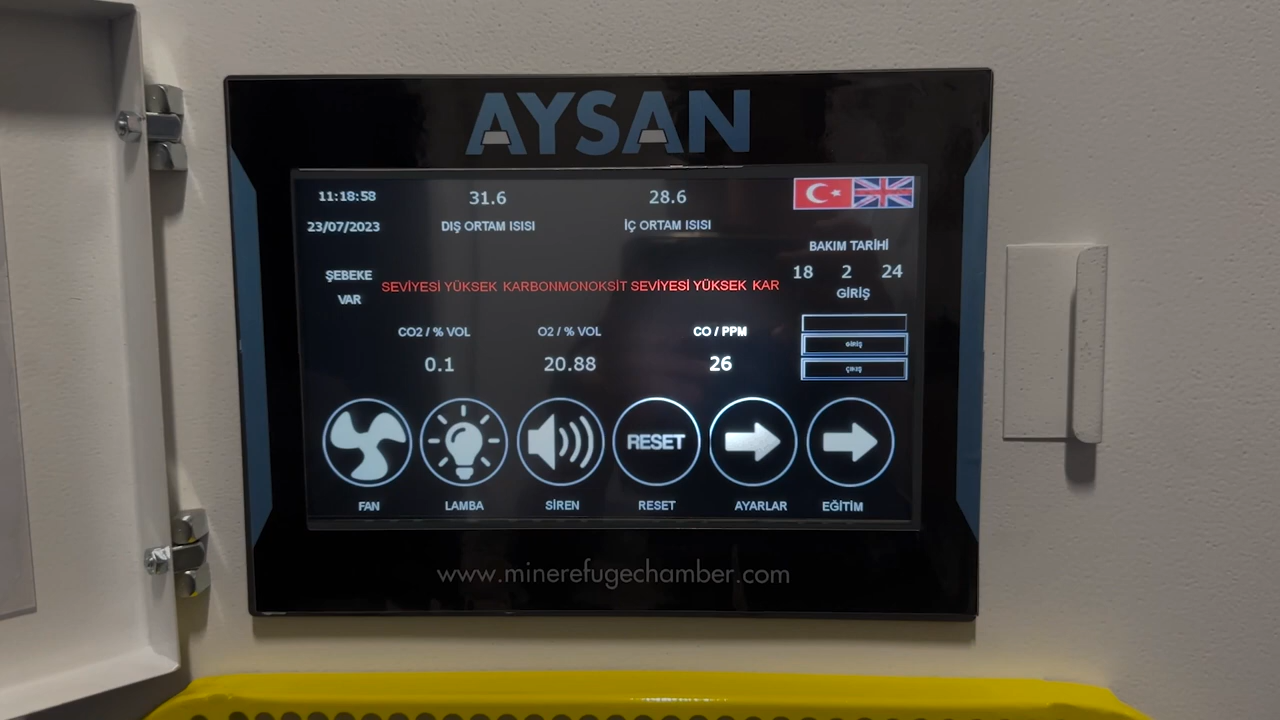 AYSAN
11:18:58
31.6
28.6
23/07/2023
DIŞ ORTAM ISISI
İÇ ORTAM ISISI
BAKIM TARİHİ
18 2 24
GİRİŞ
ŞEBEKE
VAR
SEVİYESİ YÜKSEK KARBONMONOKSİT SEVİYESİ YÜKSEK KAR
CO2 / % VOL
O2 / % VOL
CO / PPM
0.1
20.88
26
GİRİŞ
ÇIKIŞ
RESET
FAN
LAMBA
SİREN
RESET
AYARLAR
EĞİTİM
www.minerefugechamber.com